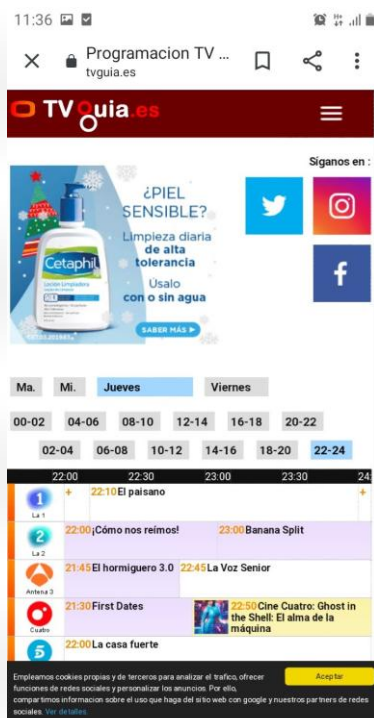 11:36
Programacion TV ...
tvguia.es
TVguia.es
Síganos en :
¿PIEL
SENSIBLE?
Limpieza diaria
de alta
tolerancia
Úsalo
con o sin agua
SABER MÁS
Cetaphil
Loción Limpiadora
Ma. Mi. Jueves Viernes
00-02 04-06 08-10 12-14 16-18 20-22
02-04 06-08 10-12 14-16 18-20 22-24
22:00 22:30 23:00 23:30 24:
1 + 22:10 El paisano +
La 1
2 22:00 ¡Cómo nos reímos! 23:00 Banana Split
La 2
21:45 El hormiguero 3.0 22:45 La Voz Senior
Antena 3
21:30 First Dates 22:50 Cine Cuatro: Ghost in
the Shell: El alma de la
máquina
Cuatro
5 22:00 La casa fuerte
Empleamos cookies propias y de terceros para analizar el trafico, ofrecer
funciones de redes sociales y personalizar los anuncios. Por ello,
compartimos informacion sobre el uso que haga del sitio web con google y nuestros partners de redes
sociales. Ver detalles.
Aceptar